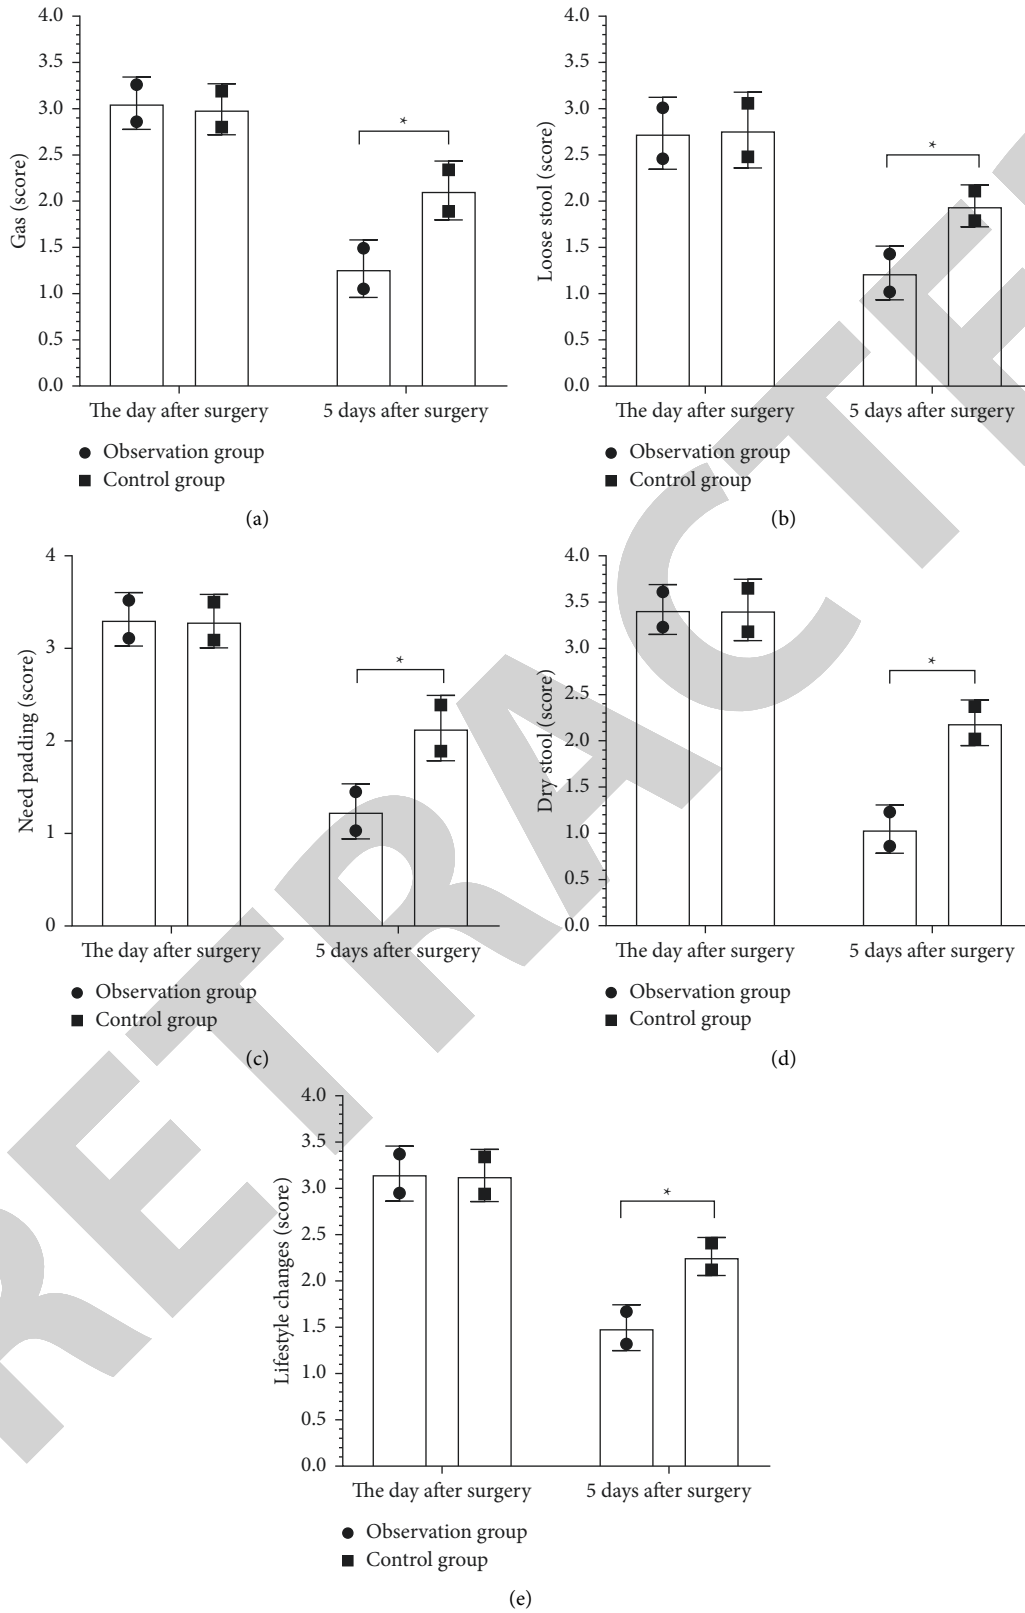 4.0
3.5
3.0
2.5
2.0
1.5
1.0
0.5
0.0
Gas (score)
*
The day after surgery
5 days after surgery
Observation group
Control group
(a)
4.0
3.5
3.0
2.5
2.0
1.5
1.0
0.5
0.0
Loose stool (score)
*
The day after surgery
5 days after surgery
Observation group
Control group
(b)
4
3
2
1
0
Need padding (score)
*
The day after surgery
5 days after surgery
Observation group
Control group
(c)
4.0
3.5
3.0
2.5
2.0
1.5
1.0
0.5
0.0
Dry stool (score)
*
The day after surgery
5 days after surgery
Observation group
Control group
(d)
4.0
3.5
3.0
2.5
2.0
1.5
1.0
0.5
0.0
Lifestyle changes (score)
*
The day after surgery
5 days after surgery
Observation group
Control group
(e)
RETRACTE